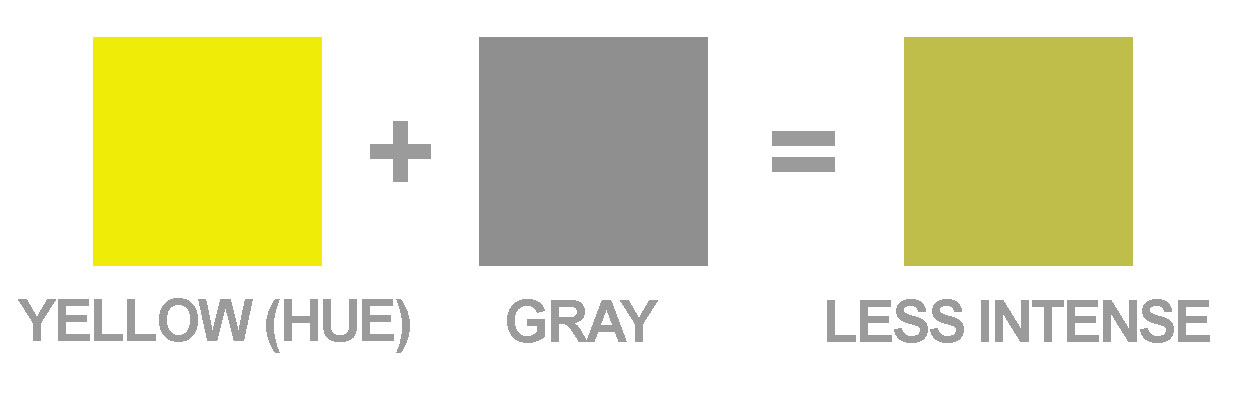 + =
YELLOW (HUE) GRAY LESS INTENSE